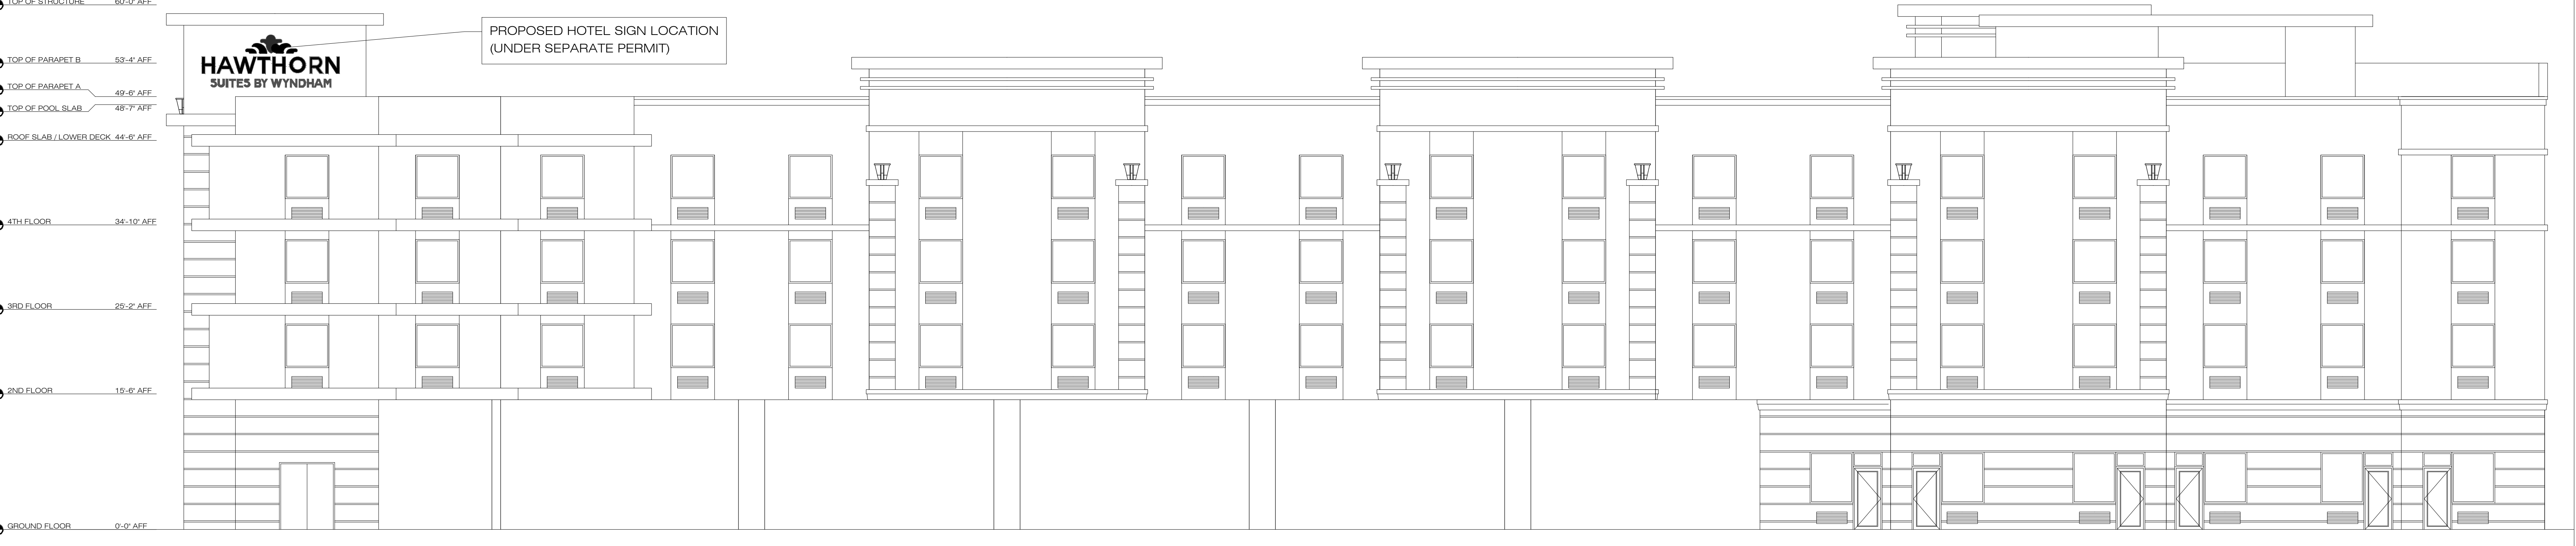 TOP OF STRUCTURE 60'-0" AFF
PROPOSED HOTEL SIGN LOCATION
(UNDER SEPARATE PERMIT)
HAWTHORN
SUITES BY WYNDHAM
TOP OF PARAPET B 53'-4" AFF
TOP OF PARAPET A 49'-6" AFF
TOP OF POOL SLAB 48'-7" AFF
ROOF SLAB / LOWER DECK 44'-6" AFF
4TH FLOOR 34'-10" AFF
3RD FLOOR 25'-2" AFF
2ND FLOOR 15'-6" AFF
GROUND FLOOR 0'-0" AFF